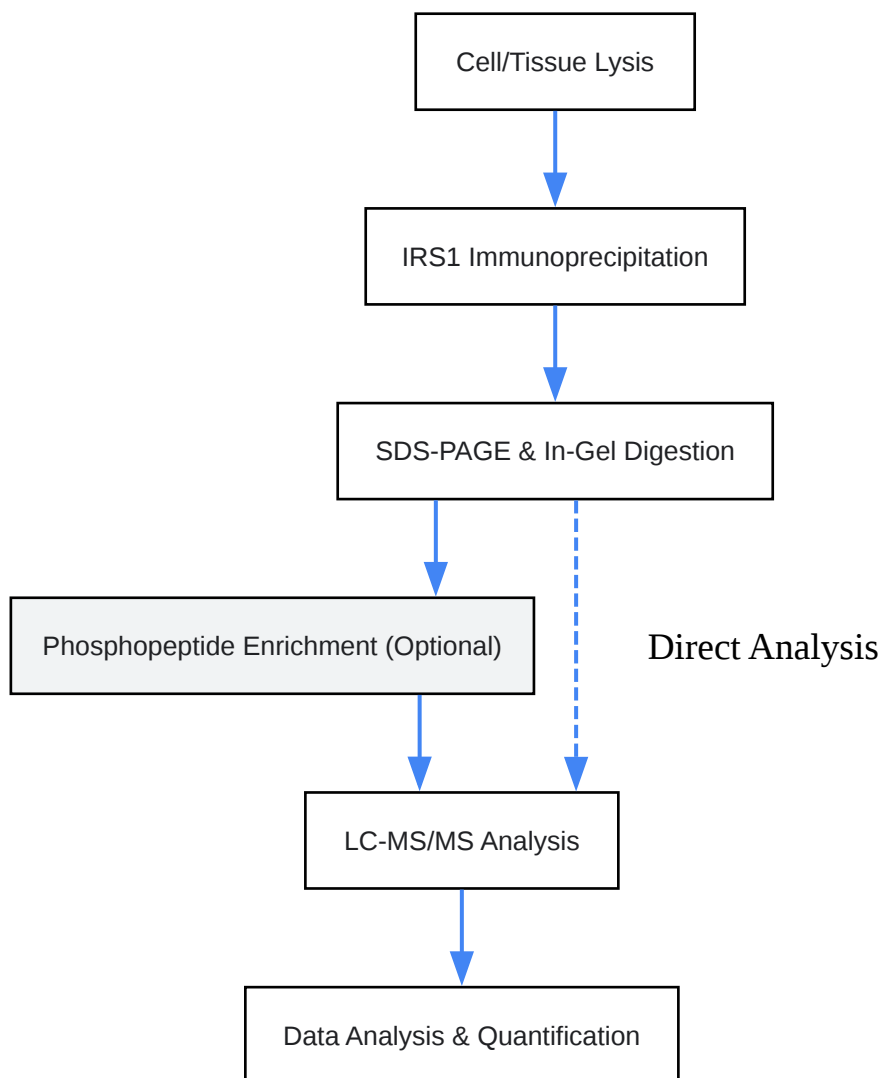 Cell/Tissue Lysis
IRS1 Immunoprecipitation
SDS-PAGE & In-Gel Digestion
Phosphopeptide Enrichment (Optional)
Direct Analysis
LC-MS/MS Analysis
Data Analysis & Quantification